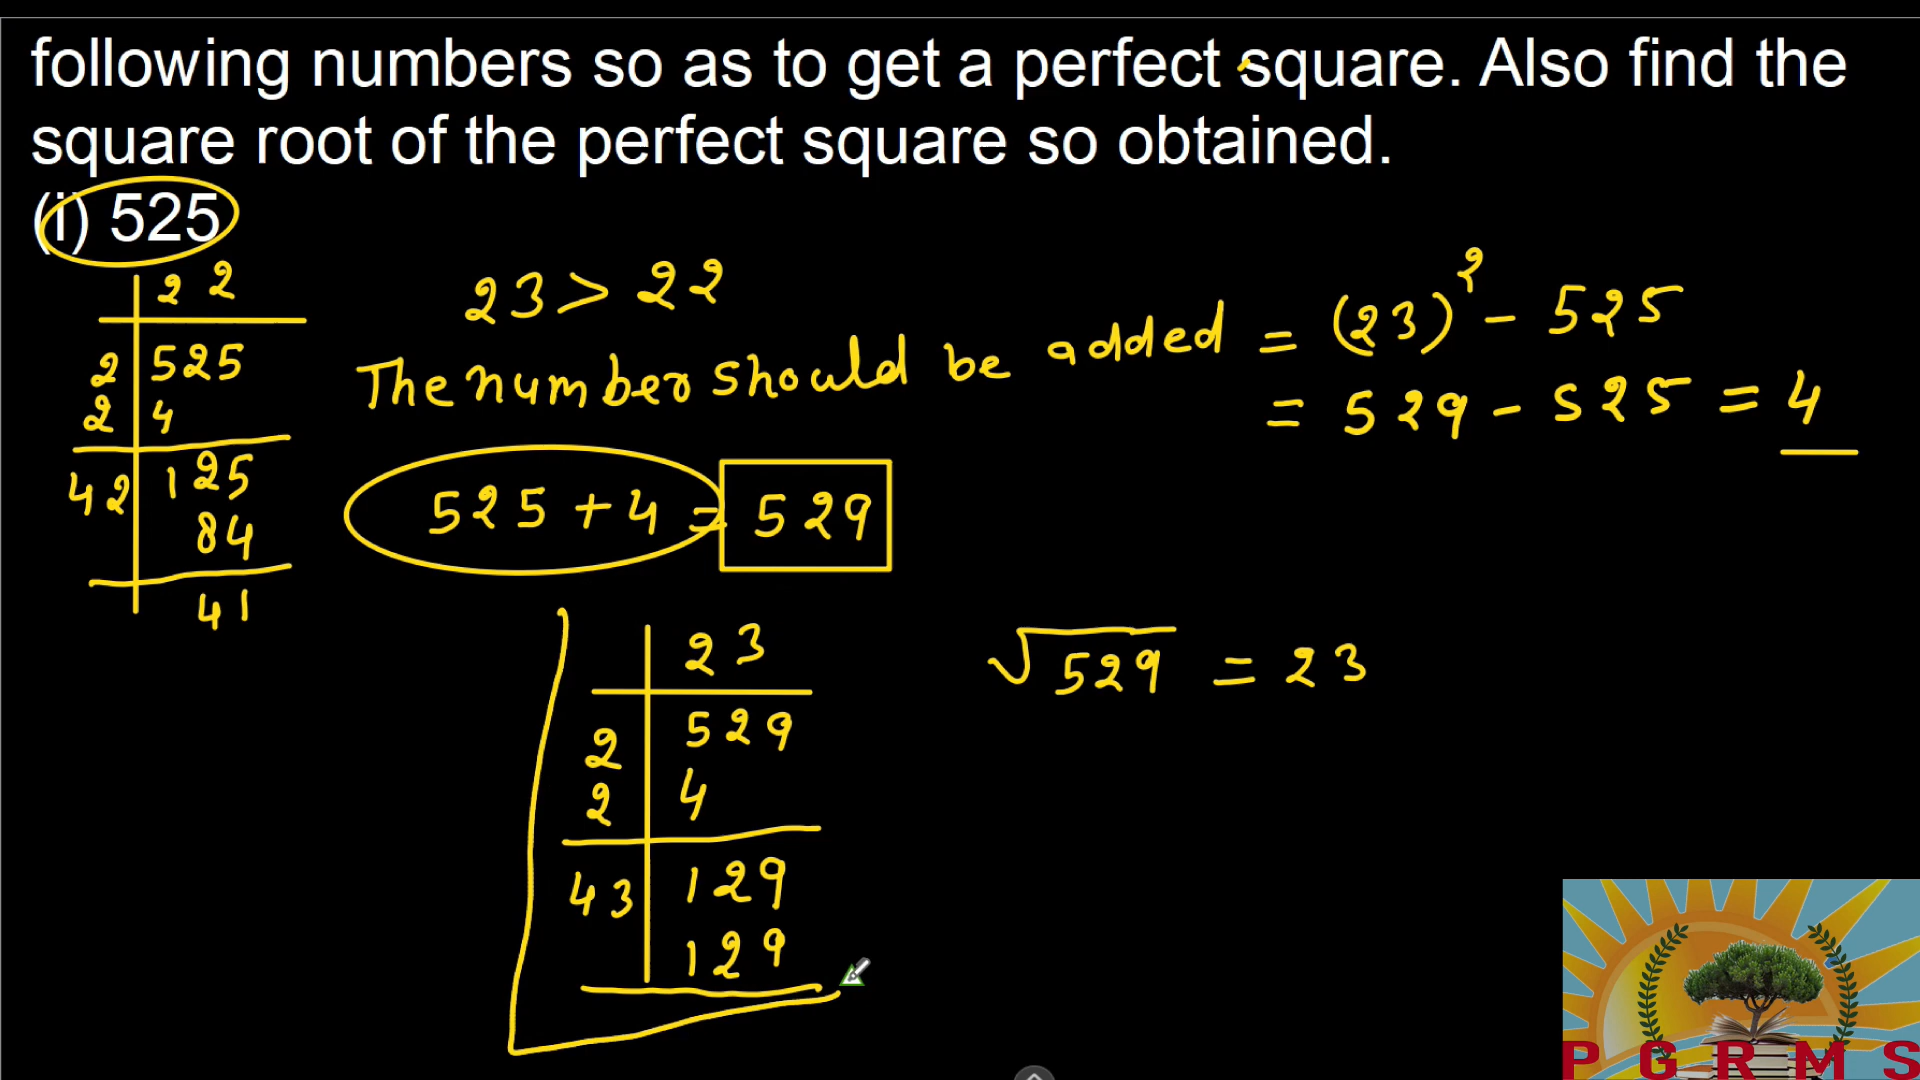 following numbers so as to get a perfect square. Also find the
square root of the perfect square so obtained.
(i) 525
2 2
2 525
2 4
42 125
84
41
23 > 22
The number should be added = (23)² - 525
= 529 - 525 = 4
525 + 4 = 529
23
2 529
2 4
43 129
129
√529 = 23
P G R M S